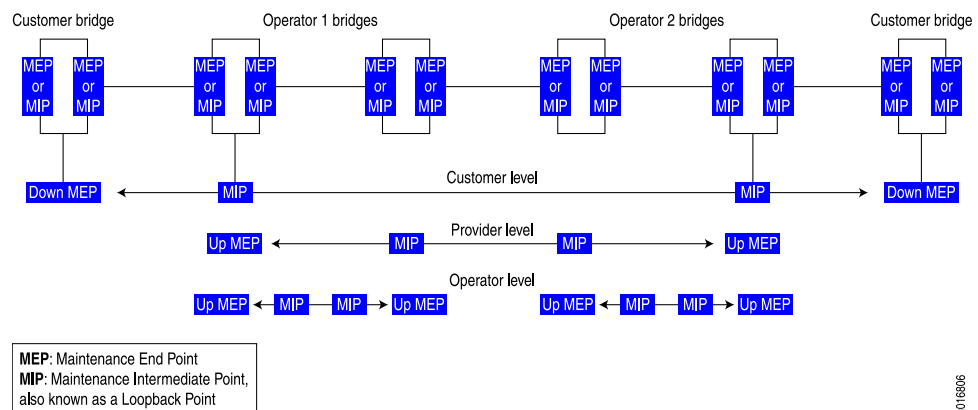 Customer bridge
Operator 1 bridges
Operator 2 bridges
Customer bridge
MEP or MIP
MEP or MIP
MEP or MIP
MEP or MIP
MEP or MIP
MEP or MIP
MEP or MIP
MEP or MIP
MEP or MIP
MEP or MIP
MEP or MIP
MEP or MIP
Down MEP
MIP
Customer level
MIP
Down MEP
Up MEP
MIP
Provider level
MIP
Up MEP
Operator level
Up MEP
MIP
MIP
Up MEP
Up MEP
MIP
MIP
Up MEP
MEP: Maintenance End Point
MIP: Maintenance Intermediate Point,
also known as a Loopback Point
016806